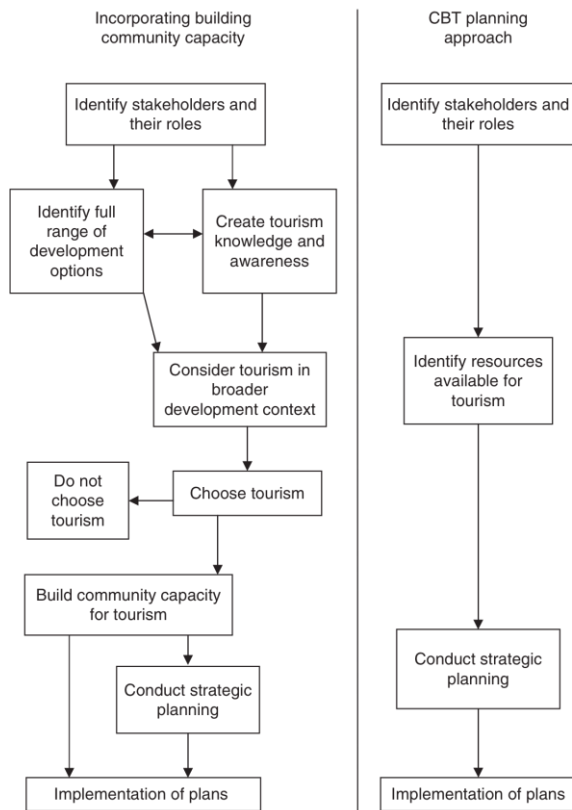 Incorporating building
community capacity
Identify stakeholders and
their roles
Identify full
range of
development
options
Create tourism
knowledge and
awareness
Consider tourism in
broader
development context
Do not
choose
tourism
Choose tourism
Build community capacity
for tourism
Conduct strategic
planning
Implementation of plans
CBT planning
approach
Identify stakeholders and
their roles
Identify resources
available for
tourism
Conduct strategic
planning
Implementation of plans